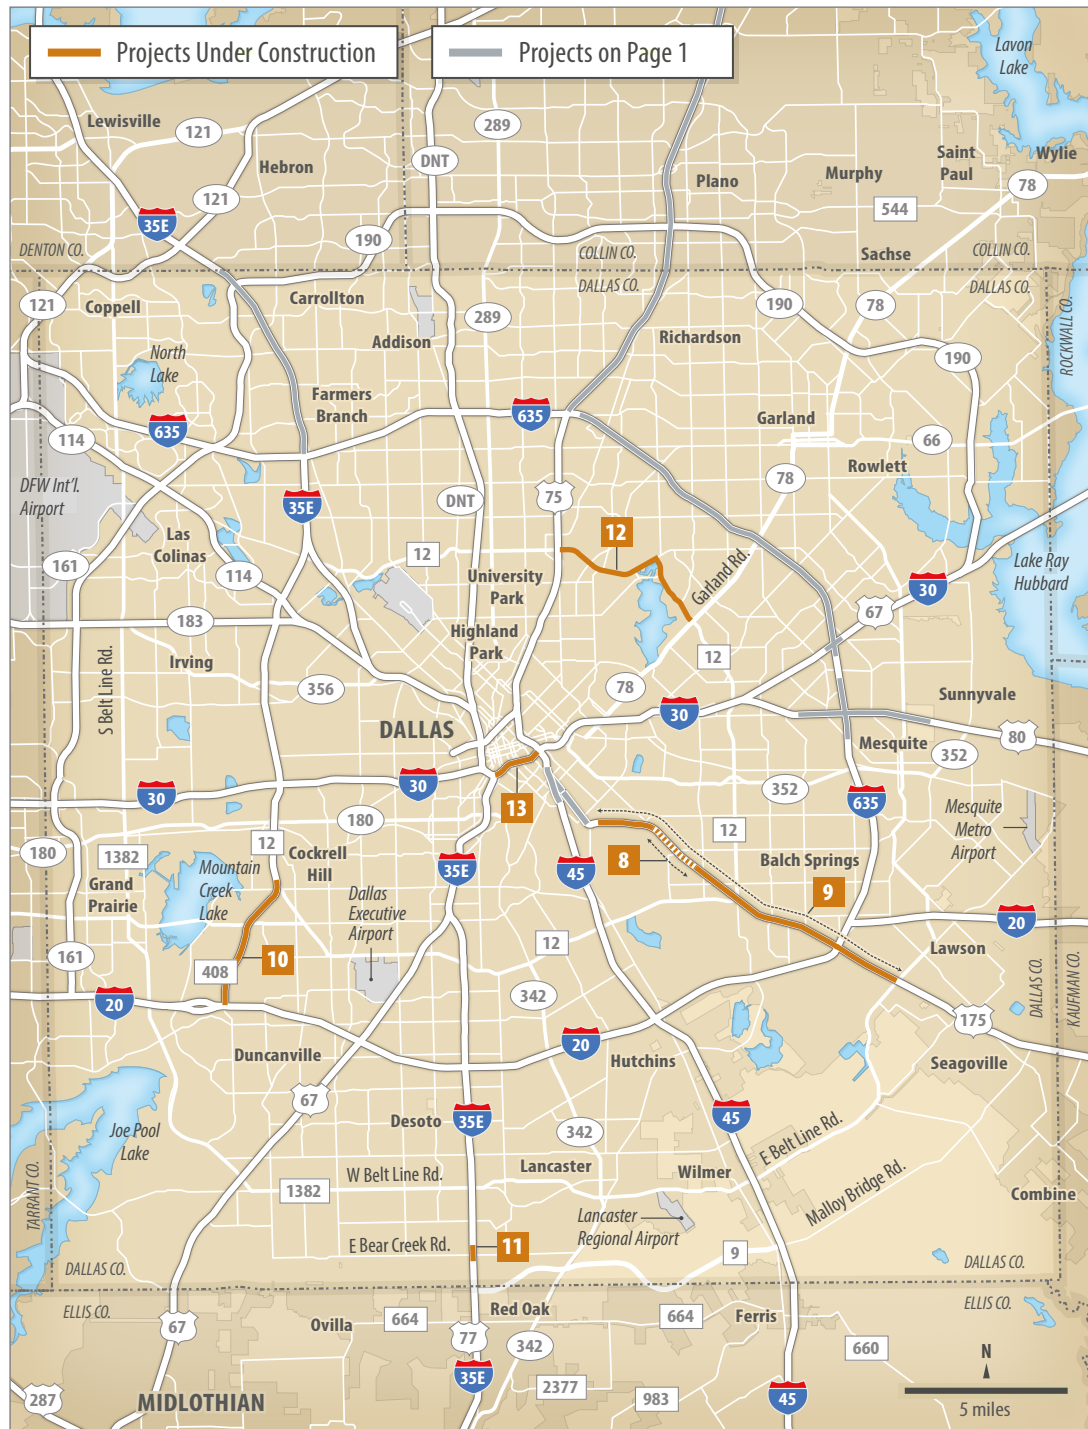 Projects Under Construction
Projects on Page 1
Lavon
Lake
Lewisville
121
289
Hebron
DNT
Saint
Paul
Wylie
Murphy
Plano
78
121
544
35E
190
DENTON CO.
COLLIN CO.
DALLAS CO.
Sachse
COLLIN CO.
DALLAS CO.
ROCKWALL CO.
121
Coppell
Carrollton
289
190
78
Addison
Richardson
190
North
Lake
Farmers
Branch
635
635
Garland
114
66
Rowlett
78
DFW Int'l.
Airport
35E
DNT
75
12
Las
Colinas
12
161
114
University
Park
Garland Rd.
Lake Ray
Hubbard
30
67
183
Highland
Park
Irving
12
S Belt Line Rd.
356
78
Sunnyvale
DALLAS
30
80
Mesquite
352
30
30
13
352
635
Mesquite
Metro
Airport
180
12
12
180
1382
Cockrell
Hill
8
Balch Springs
Mountain
Creek
Lake
35E
45
Grand
Prairie
9
Dallas
Executive
Airport
20
12
Lawson
161
10
408
DALLAS CO.
KAUFMAN CO.
20
342
175
20
Duncanville
Hutchins
Seagoville
67
Desoto
35E
45
Joe Pool
Lake
342
E Belt Line Rd.
Lancaster
Wilmer
W Belt Line Rd.
1382
Malloy Bridge Rd.
Combine
TARRANT CO.
Lancaster
Regional Airport
E Bear Creek Rd.
11
9
DALLAS CO.
DALLAS CO.
ELLIS CO.
ELLIS CO.
Red Oak
Ovilla
664
664
Ferris
67
77
342
660
N
35E
2377
983
45
287
MIDLOTHIAN
5 miles